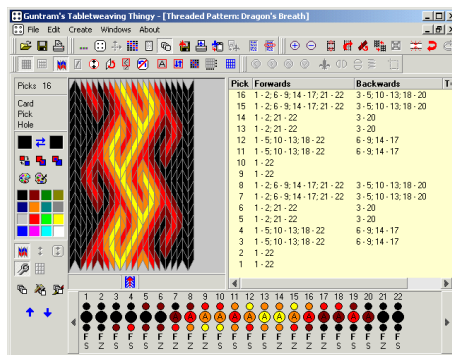 Guntram's Tabletweaving Thingy - [Threaded Pattern: Dragon's Breath]
File Edit Create Windows About
Picks 16
Card
Pick
Hole
Pick Forwards Backwards
16 1 - 2; 6 - 9; 14 - 17; 21 - 22 3 - 5; 10 - 13; 18 - 20
15 1 - 2; 6 - 9; 14 - 17; 21 - 22 3 - 5; 10 - 13; 18 - 20
14 1 - 2; 21 - 22 3 - 20
13 1 - 2; 21 - 22 3 - 20
12 1 - 5; 10 - 13; 18 - 22 6 - 9; 14 - 17
11 1 - 5; 10 - 13; 18 - 22 6 - 9; 14 - 17
10 1 - 22
9 1 - 22
8 1 - 2; 6 - 9; 14 - 17; 21 - 22 3 - 5; 10 - 13; 18 - 20
7 1 - 2; 6 - 9; 14 - 17; 21 - 22 3 - 5; 10 - 13; 18 - 20
6 1 - 2; 21 - 22 3 - 20
5 1 - 2; 21 - 22 3 - 20
4 1 - 5; 10 - 13; 18 - 22 6 - 9; 14 - 17
3 1 - 5; 10 - 13; 18 - 22 6 - 9; 14 - 17
2 1 - 22
1 1 - 22
1 2 3 4 5 6 7 8 9 10 11 12 13 14 15 16 17 18 19 20 21 22
F F F F F F F F F F F F F F F F F F F F F F